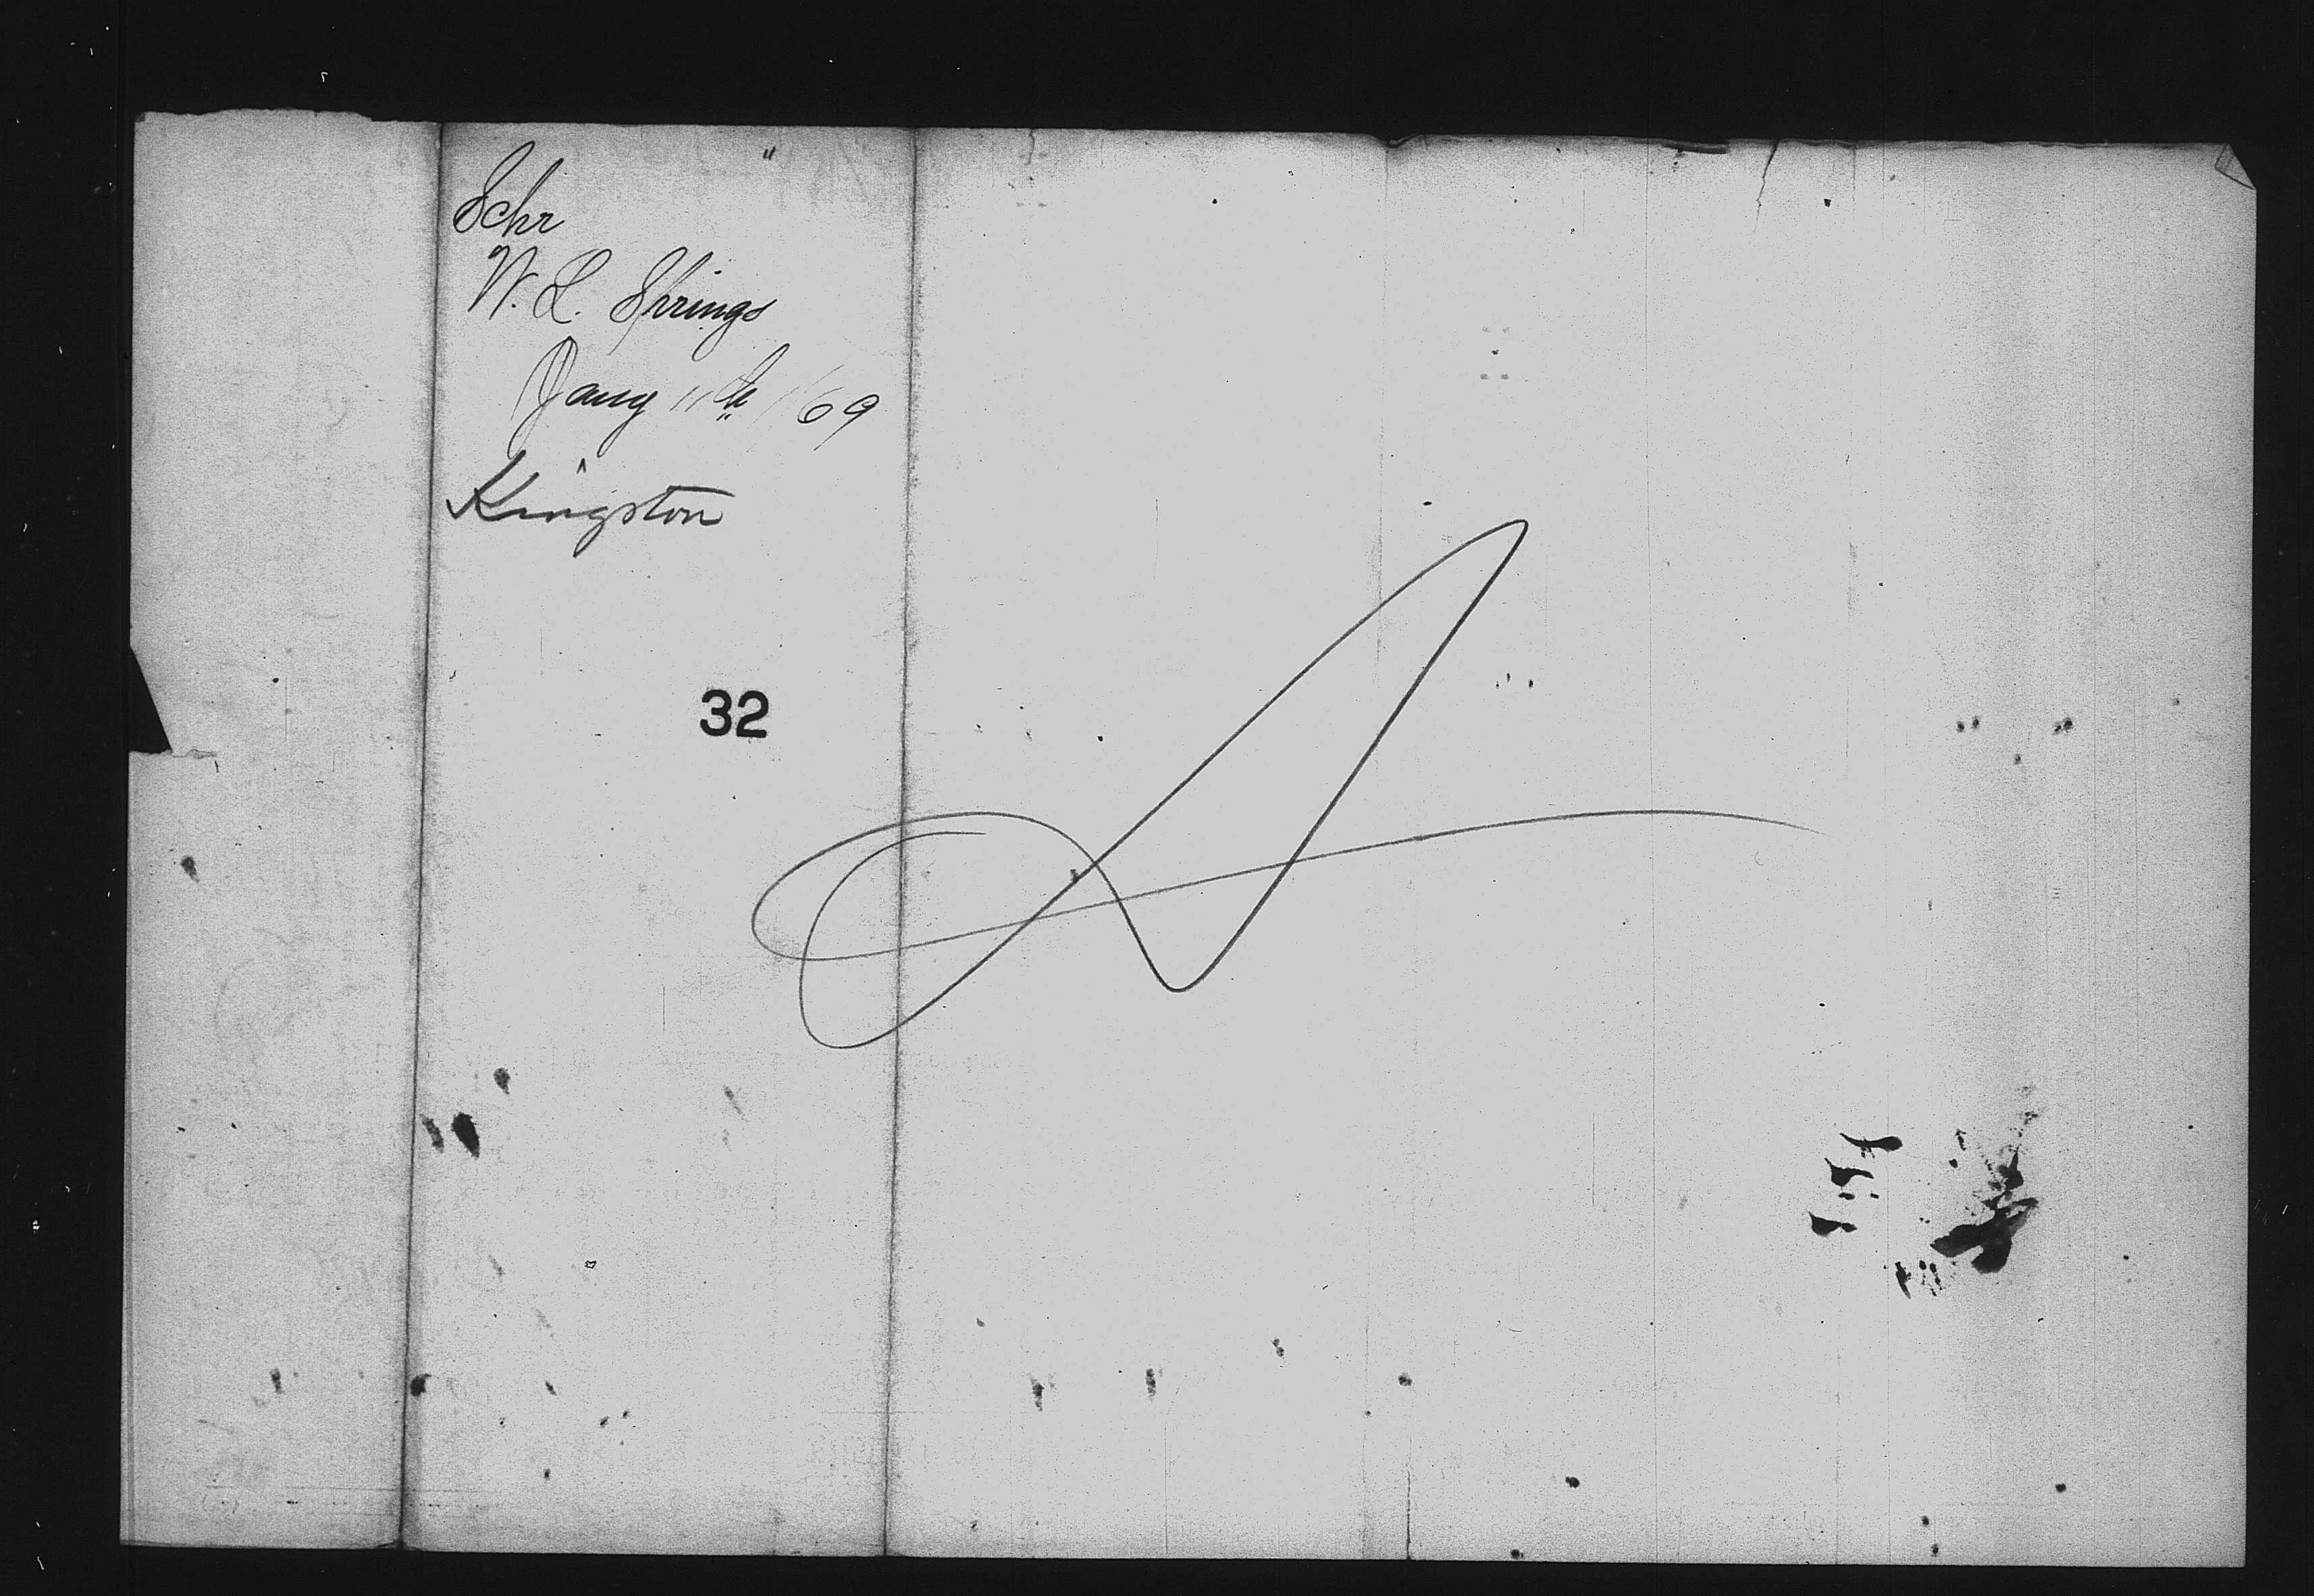 Schr
W. L. Springs
Jany 11th /69
Kingston
32